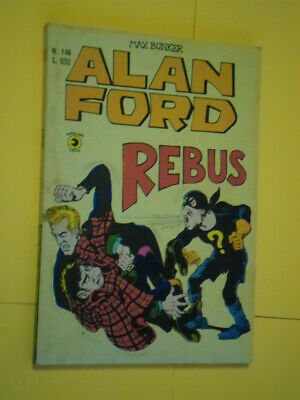 MAX BUNKER
N. 146
L. 600
ALAN
FORD
REBUS
?